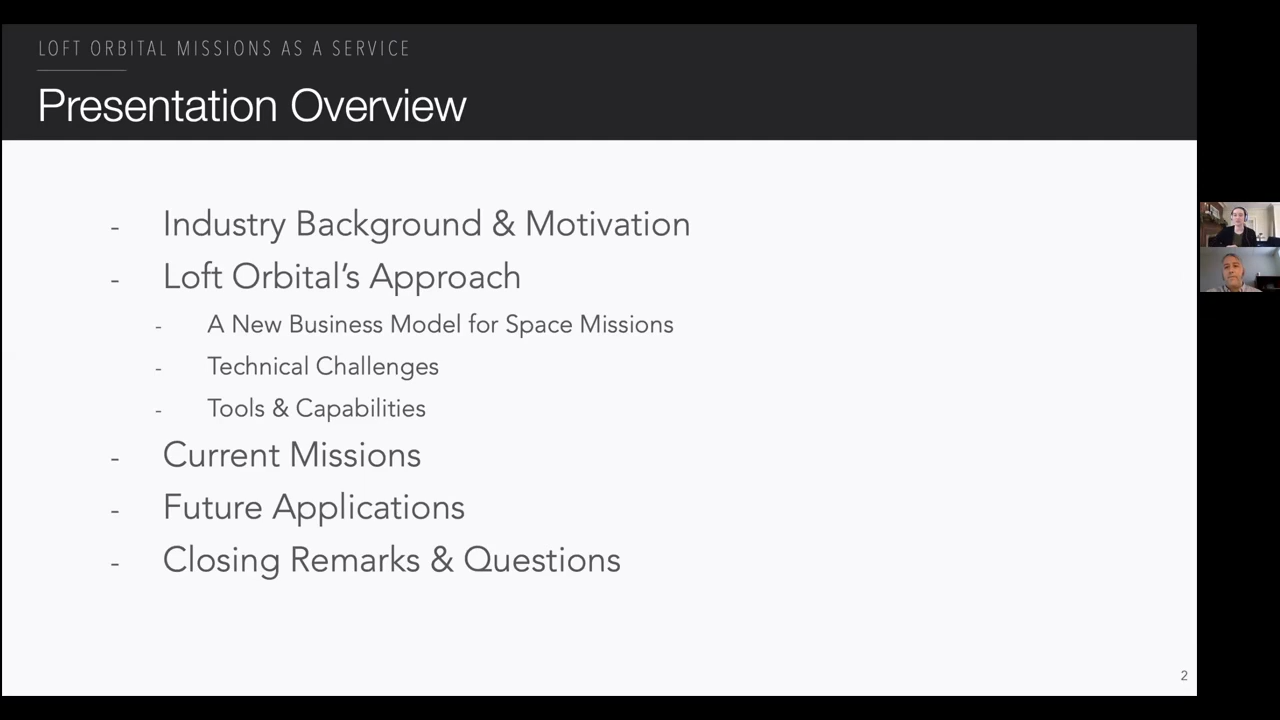 LOFT ORBITAL MISSIONS AS A SERVICE
Presentation Overview
- Industry Background & Motivation
- Loft Orbital’s Approach
- A New Business Model for Space Missions
- Technical Challenges
- Tools & Capabilities
- Current Missions
- Future Applications
- Closing Remarks & Questions
2